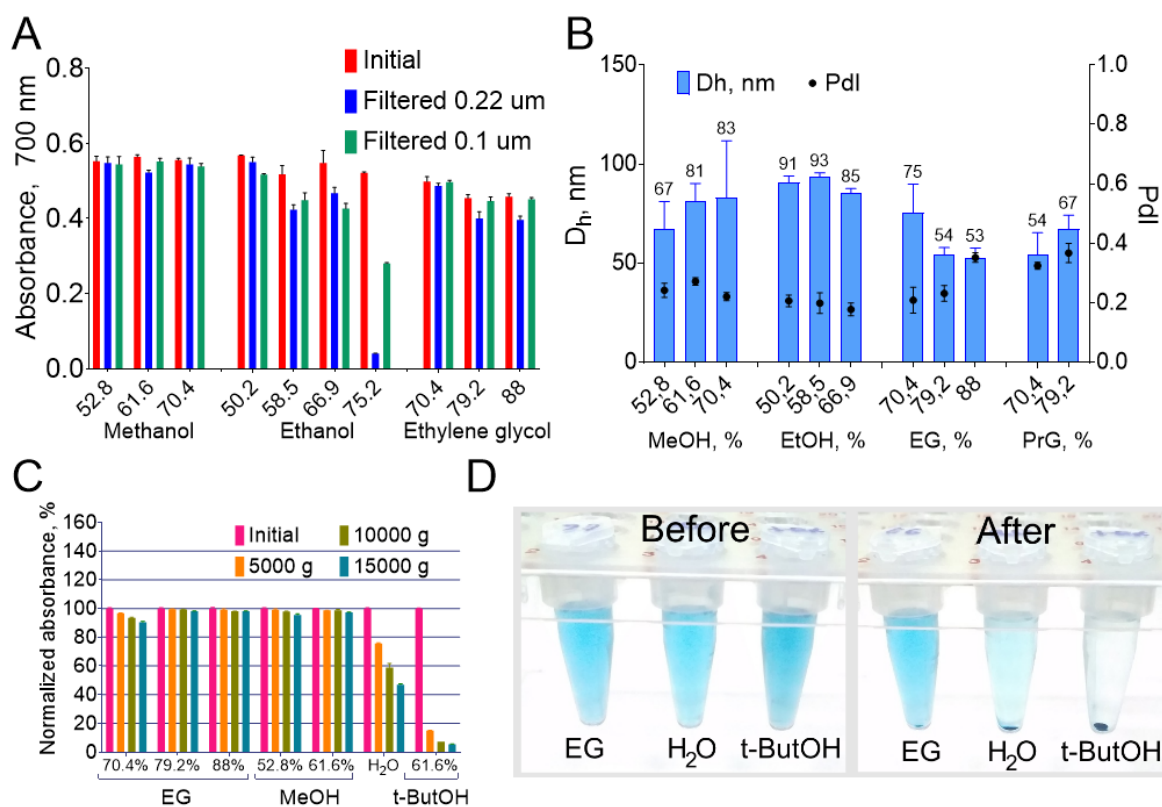 A
Absorbance, 700 nm
0.8
0.6
0.4
0.2
0.0
Initial
Filtered 0.22 um
Filtered 0.1 um
52.8 61.6 70.4 50.2 58.5 66.9 75.2 70.4 79.2 88
Methanol Ethanol Ethylene glycol
B
Dh, nm
150
100
50
0
Dh, nm PdI
67 81 83 91 93 85 75 54 53 54 67
1.0
0.8
0.6
0.4
0.2
0.0
PdI
52,8 61,6 70,4 50,2 58,5 66,9 70,4 79,2 88 70,4 79,2
MeOH, % EtOH, % EG, % PrG, %
C
Normalized absorbance, %
160
140
120
100
80
60
40
20
0
Initial 10000 g
5000 g 15000 g
70.4% 79.2% 88% 52.8% 61.6% H₂O 61.6%
EG MeOH t-ButOH
D
Before
EG H₂O t-ButOH
After
EG H₂O t-ButOH